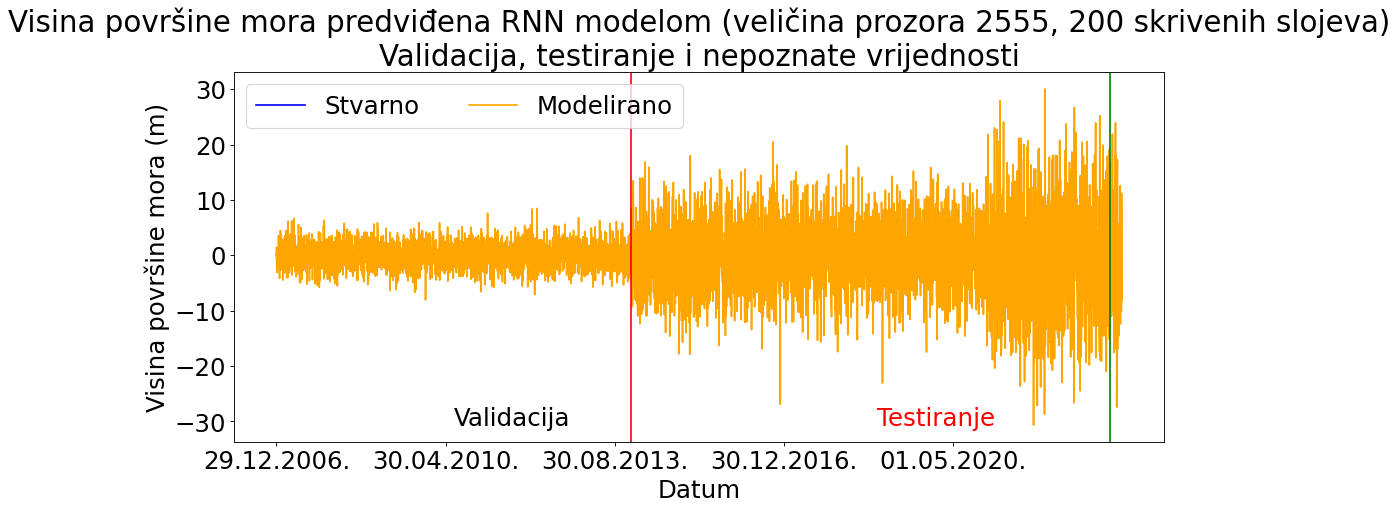 Visina površine mora predviđena RNN modelom (veličina prozora 2555, 200 skrivenih slojeva)
Validacija, testiranje i nepoznate vrijednosti
Stvarno
Modelirano
Visina površine mora (m)
30
20
10
0
−10
−20
−30
Validacija
Testiranje
29.12.2006.
30.04.2010.
30.08.2013.
30.12.2016.
01.05.2020.
Datum